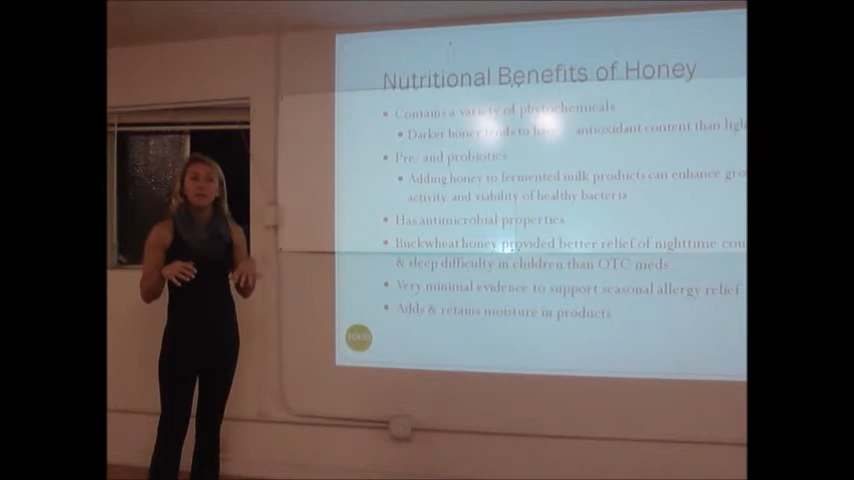 Nutritional Benefits of Honey
• Contains a variety of phytochemicals
• Darker honey tends to have antioxidant content than
• Pre- and probiotics
• Adding honey to fermented milk products can enhance
activity, and viability of healthy bacteria
• Has antimicrobial properties
• Buckwheat honey provided better relief of nighttime
& sleep difficulty in children than OTC meds
• Very minimal evidence to support seasonal allergy relief
• Adds & retains moisture in products